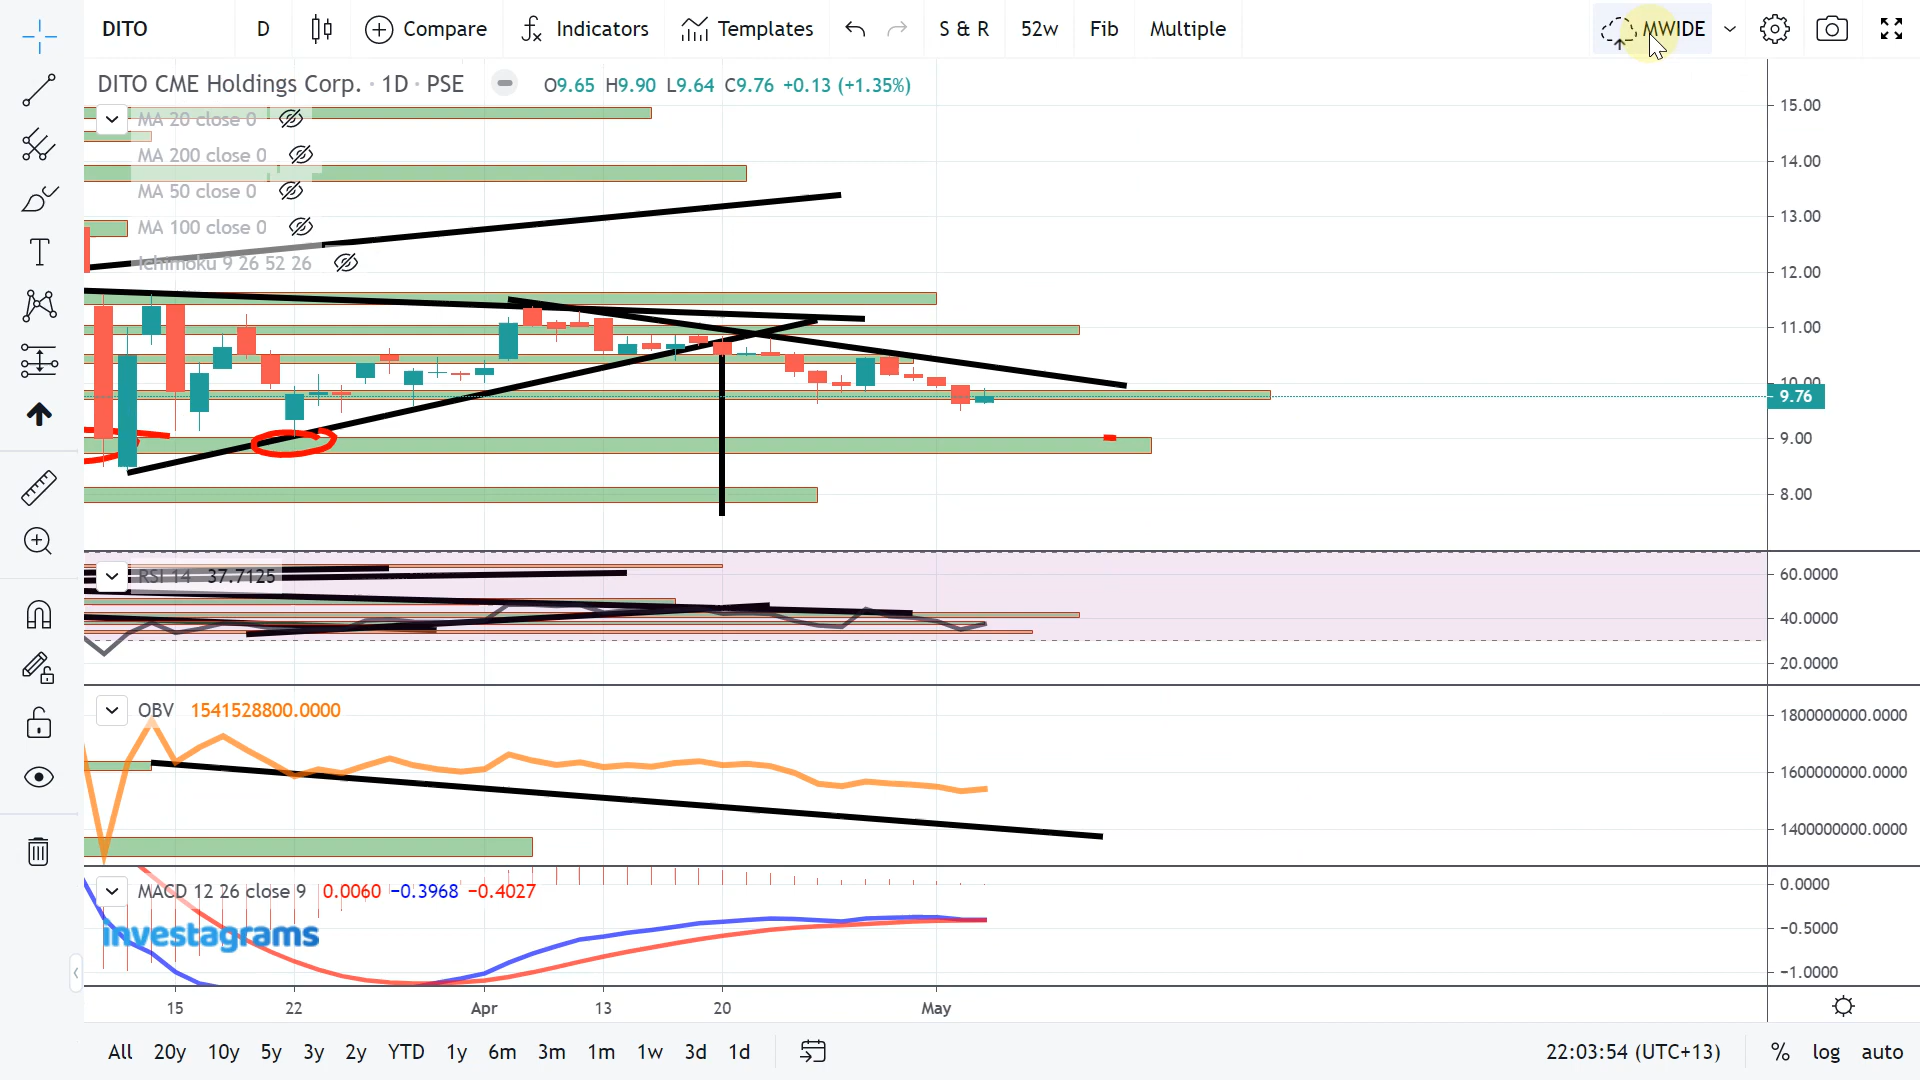 DITO D Compare Indicators Templates S & R 52w Fib Multiple MWIDE
DITO CME Holdings Corp. · 1D · PSE O9.65 H9.90 L9.64 C9.76 +0.13 (+1.35%)
MA 20 close 0
MA 200 close 0
MA 50 close 0
MA 100 close 0
Ichimoku 9 26 52 26
15.00
14.00
13.00
12.00
11.00
10.00
9.76
9.00
8.00
RSI 14 37.7125
60.0000
40.0000
20.0000
OBV 1541528800.0000
1800000000.0000
1600000000.0000
1400000000.0000
MACD 12 26 close 9 0.0060 −0.3968 −0.4027
0.0000
−0.5000
−1.0000
investagrams
15 22 Apr 13 20 May
All 20y 10y 5y 3y 2y YTD 1y 6m 3m 1m 1w 3d 1d 22:03:54 (UTC+13) % log auto